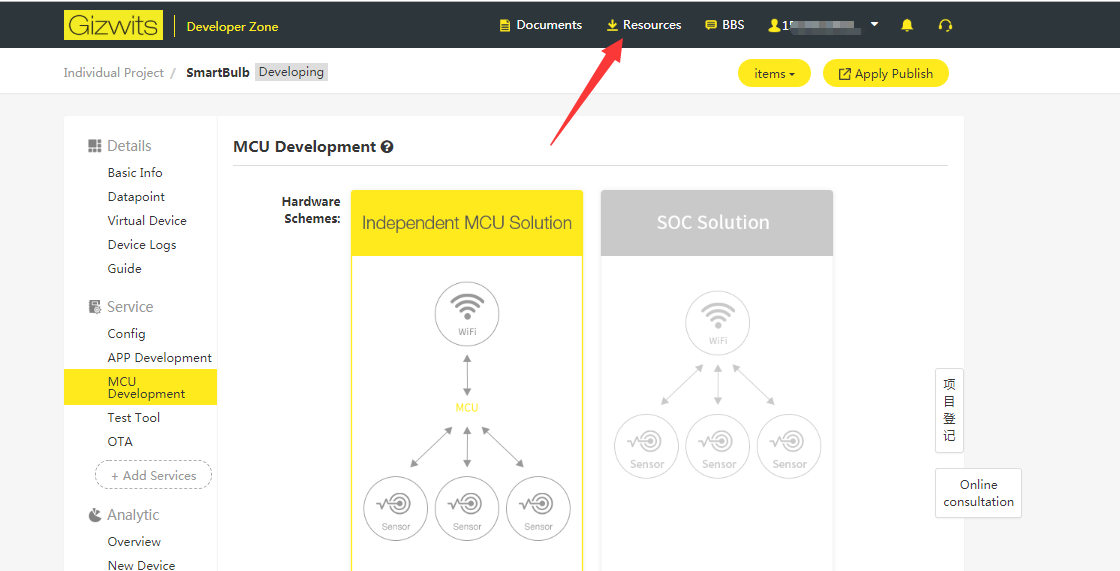 Gizwits Developer Zone Documents Resources BBS 1
Individual Project / SmartBulb Developing items Apply Publish
Details
Basic Info
Datapoint
Virtual Device
Device Logs
Guide
Service
Config
APP Development
MCU
Development
Test Tool
OTA
+ Add Services
Analytic
Overview
New Device
MCU Development ?
Hardware
Schemes:
Independent MCU Solution
WiFi
MCU
Sensor Sensor Sensor
SOC Solution
WiFi
Sensor Sensor Sensor
项
目
登
记
Online
consultation